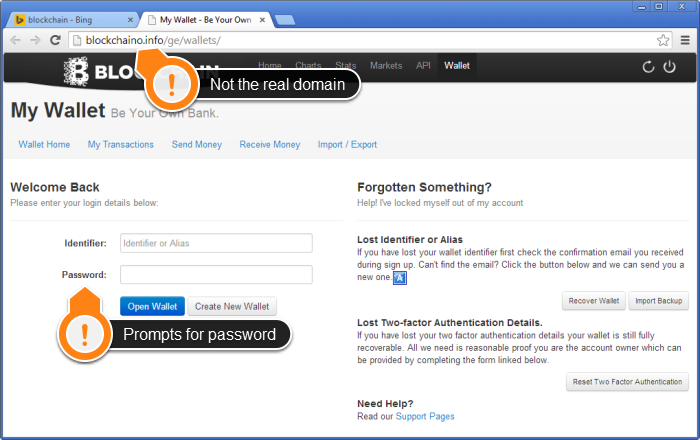 blockchain - Bing
My Wallet - Be Your Own
blockchaino.info/ge/wallets/
BLOCKCHAIN
Home Charts Stats Markets API Wallet
! Not the real domain
My Wallet Be Your Own Bank.
Wallet Home My Transactions Send Money Receive Money Import / Export
Welcome Back
Please enter your login details below:
Identifier: Identifier or Alias
Password:
Open Wallet Create New Wallet
! Prompts for password
Forgotten Something?
Help! I've locked myself out of my account
Lost Identifier or Alias
If you have lost your wallet identifier first check the confirmation email you received
during sign up. Can't find the email? Click the button below and we can send you a
new one.
Recover Wallet Import Backup
Lost Two-factor Authentication Details.
If you have lost your two factor authentication details your wallet is still fully
recoverable. All we need is reasonable proof you are the account owner which can
be provided by completing the form linked below.
Reset Two Factor Authentication
Need Help?
Read our Support Pages